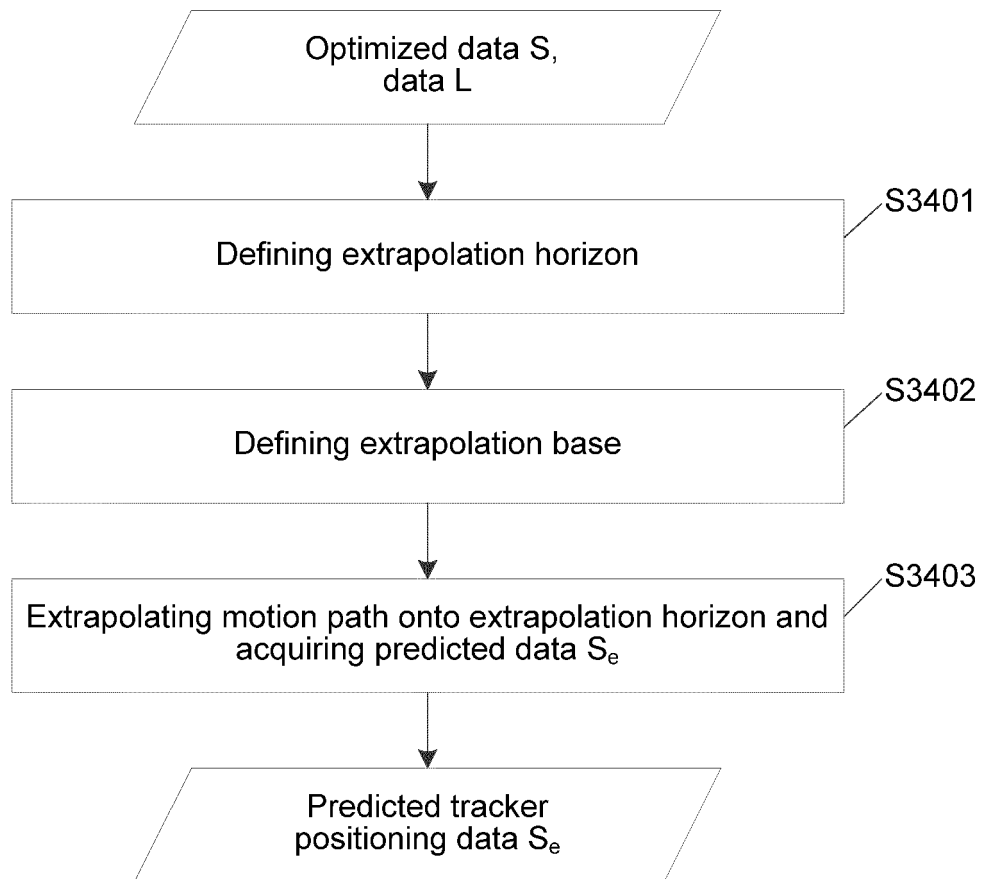 Optimized data S,
data L
S3401
Defining extrapolation horizon
S3402
Defining extrapolation base
S3403
Extrapolating motion path onto extrapolation horizon and
acquiring predicted data Sₑ
Predicted tracker
positioning data Sₑ